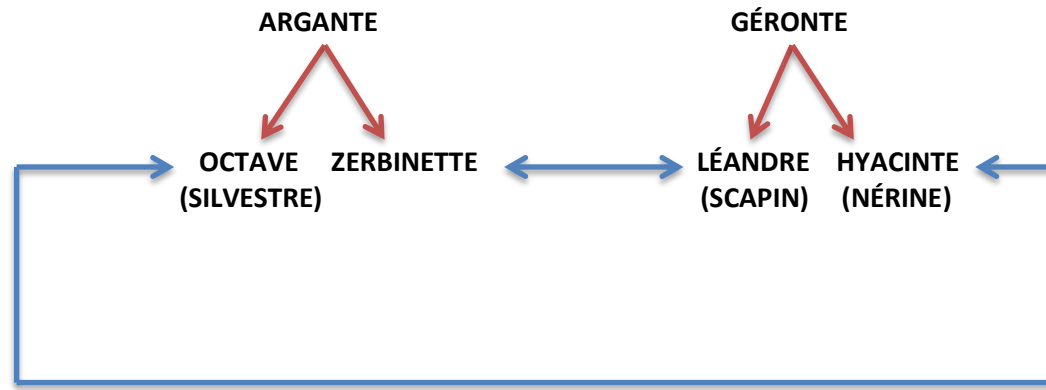 ARGANTE GÉRONTE
OCTAVE ZERBINETTE LÉANDRE HYACINTE
(SILVESTRE) (SCAPIN) (NÉRINE)